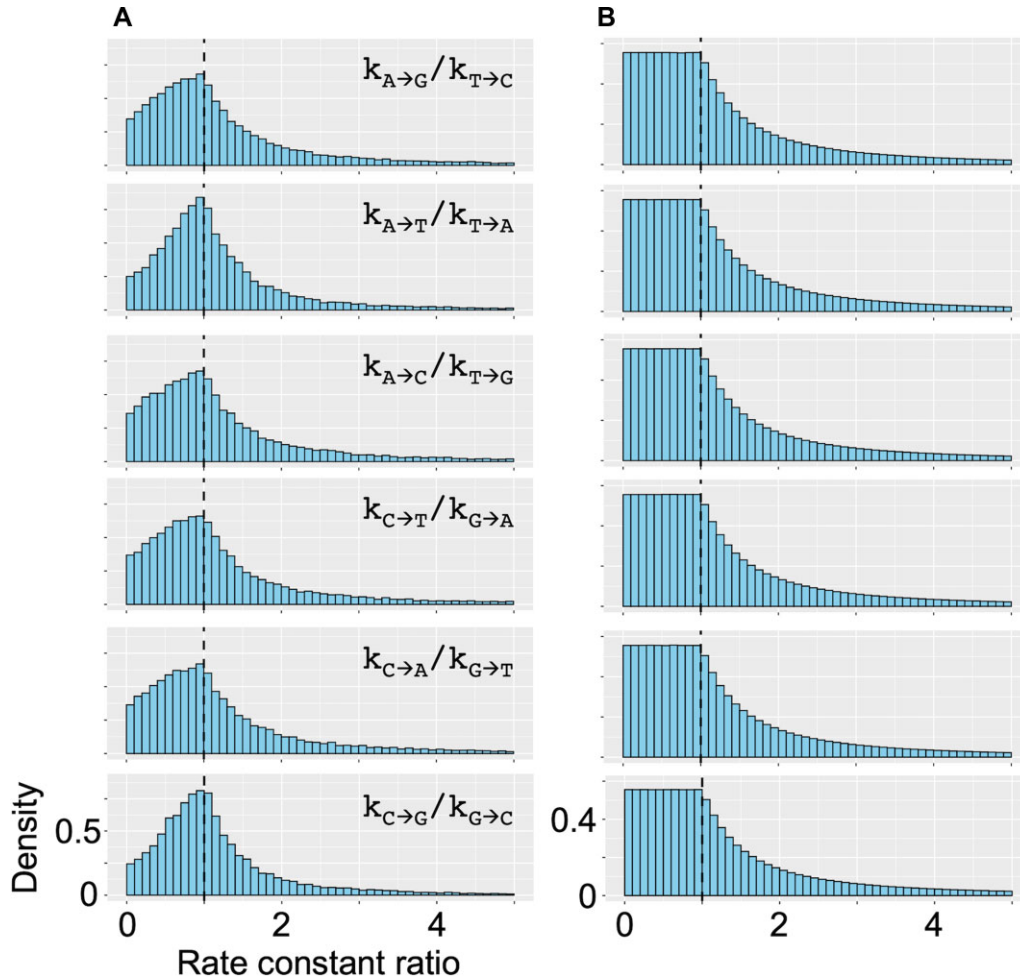 A
B
kA→G/kT→C
kA→T/kT→A
kA→C/kT→G
kC→T/kG→A
kC→A/kG→T
kC→G/kG→C
Density
0.5
0
0.4
0
0 2 4
0 2 4
Rate constant ratio